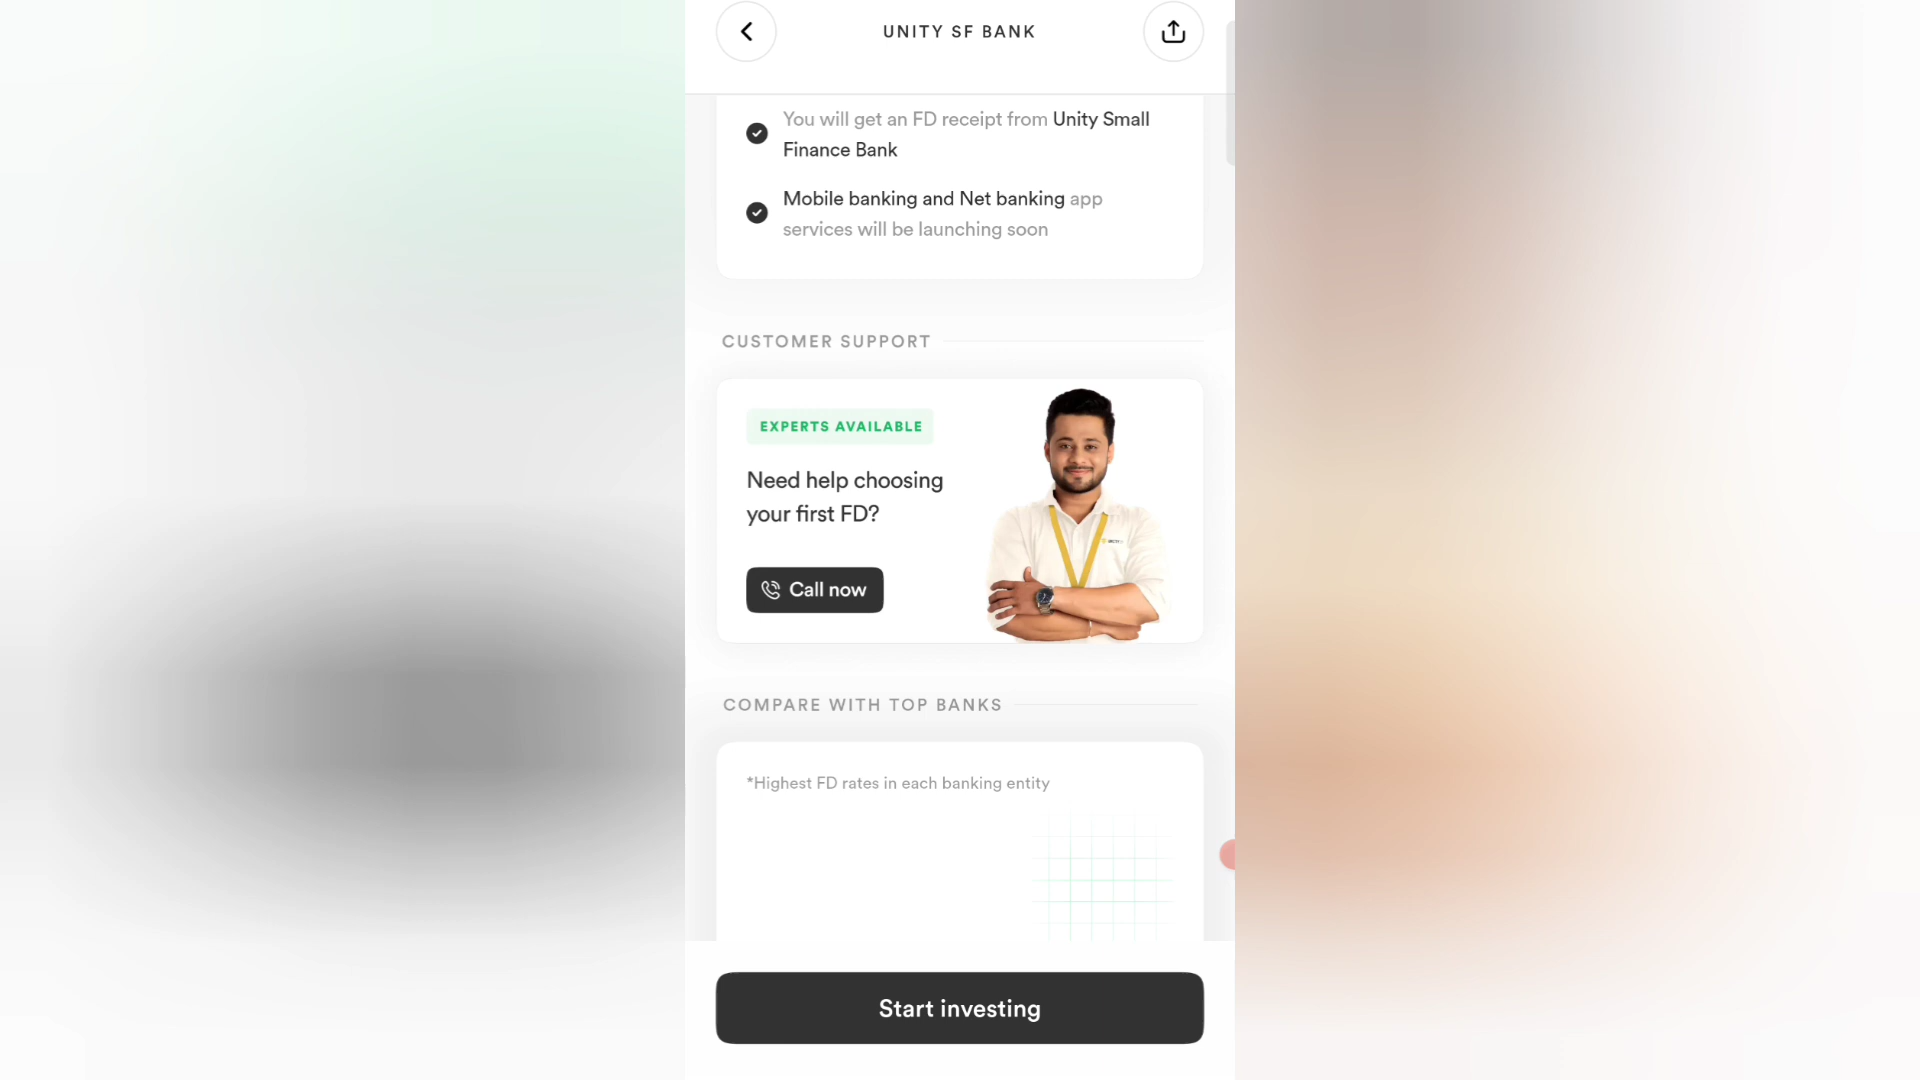 UNITY SF BANK
You will get an FD receipt from Unity Small
Finance Bank
Mobile banking and Net banking app
services will be launching soon
CUSTOMER SUPPORT
EXPERTS AVAILABLE
Need help choosing
your first FD?
Call now
COMPARE WITH TOP BANKS
*Highest FD rates in each banking entity
Start investing